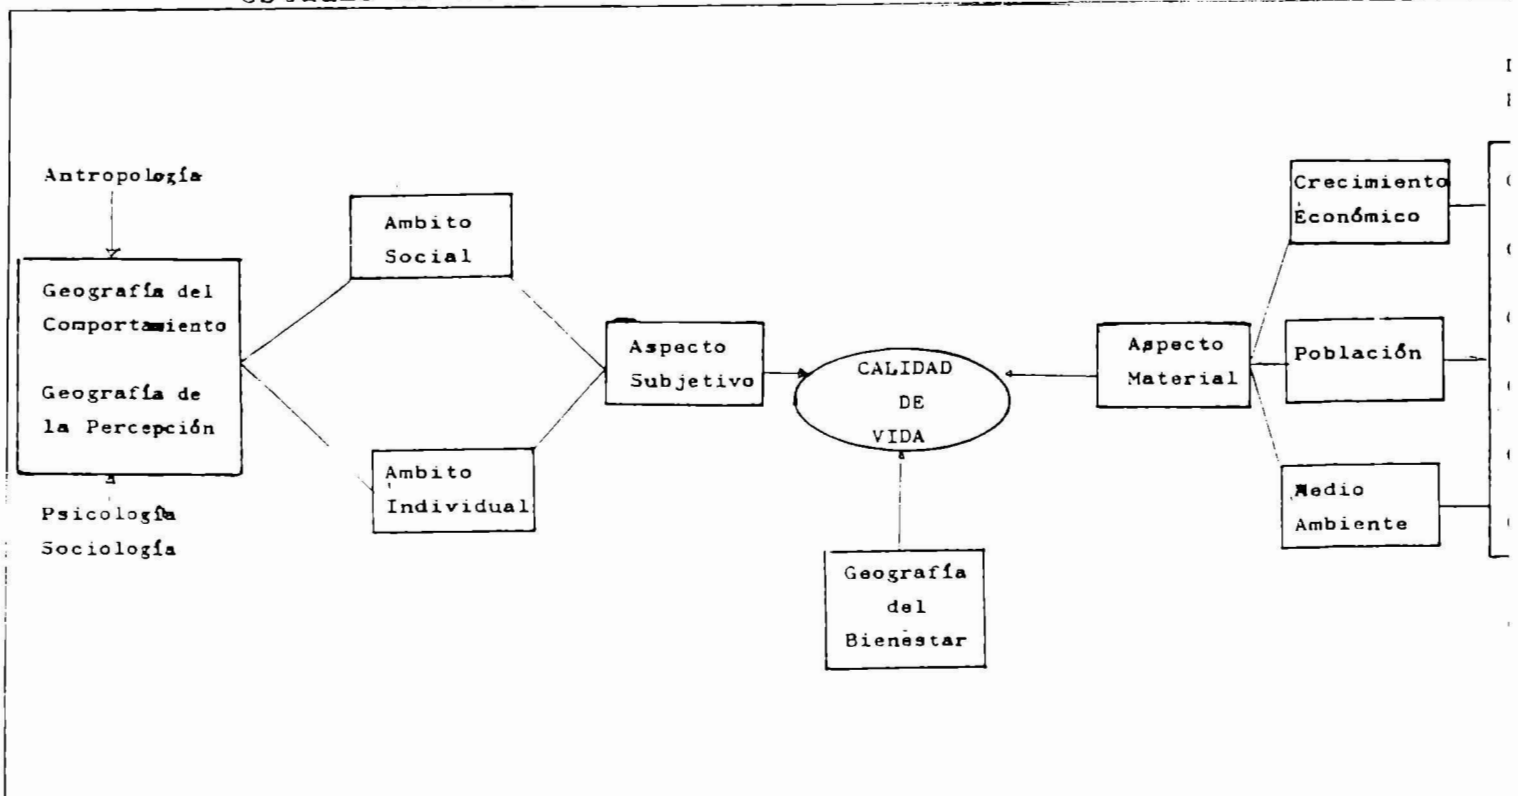 Antropología
Geografía del
Comportamiento
Geografía de
la Percepción
Psicología
Sociología
Ambito
Social
Ambito
Individual
Aspecto
Subjetivo
CALIDAD
DE
VIDA
Geografía
del
Bienestar
Aspecto
Material
Crecimiento
Económico
Población
Medio
Ambiente